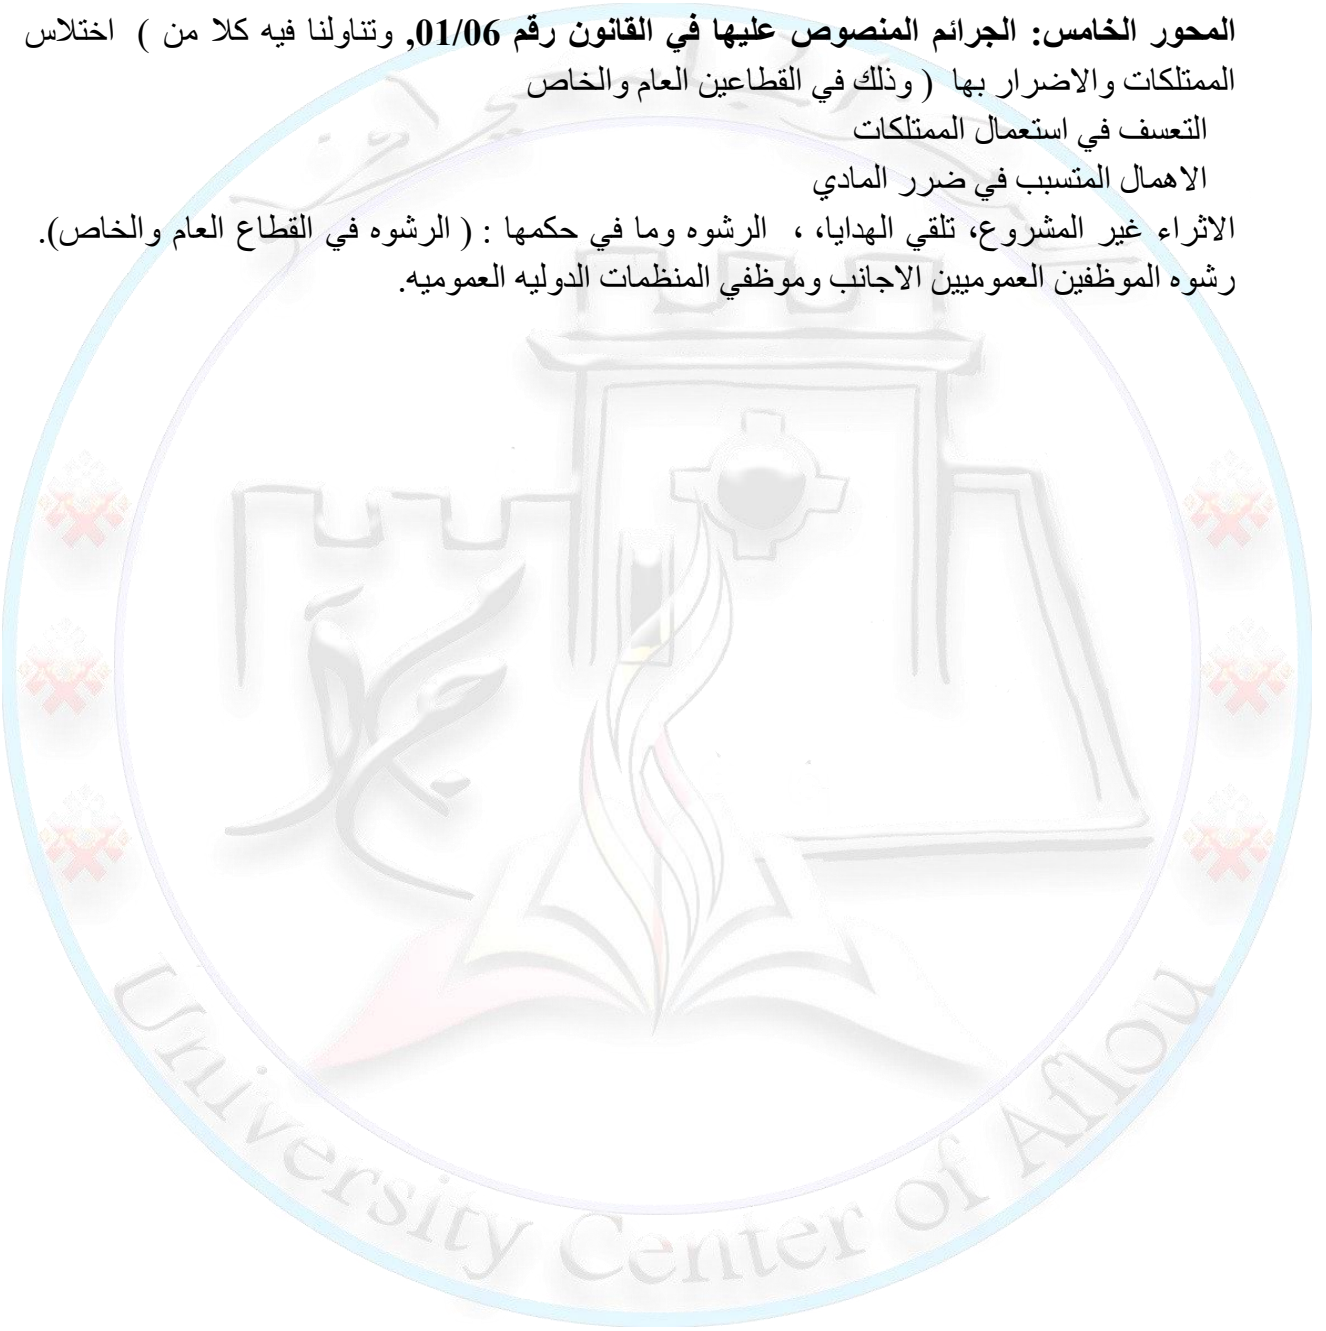 المحور الخامس: الجرائم المنصوص عليها في القانون رقم 01/06, وتناولنا فيه كلا من ) اختلاس
الممتلكات والاضرار بها ( وذلك في القطاعين العام والخاص
التعسف في استعمال الممتلكات
الاهمال المتسبب في ضرر المادي
الاثراء غير المشروع، تلقي الهدايا، ، الرشوه وما في حكمها : ( الرشوه في القطاع العام والخاص).
رشوه الموظفين العموميين الاجانب وموظفي المنظمات الدوليه العموميه.
University Center of Aflou